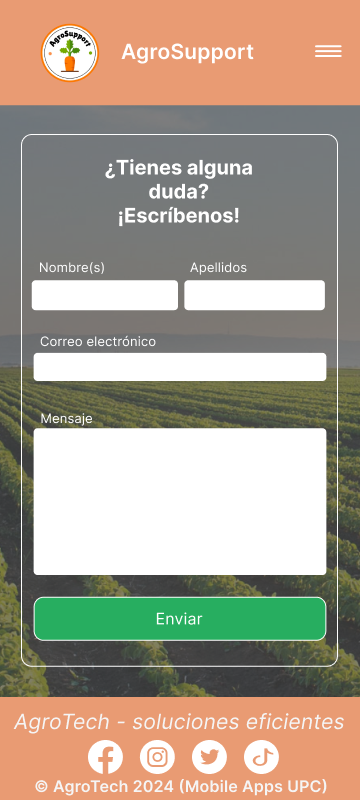 AgroSupport
AgroSupport
¿Tienes alguna
duda?
¡Escríbenos!
Nombre(s) Apellidos
Correo electrónico
Mensaje
Enviar
AgroTech - soluciones eficientes
© AgroTech 2024 (Mobile Apps UPC)